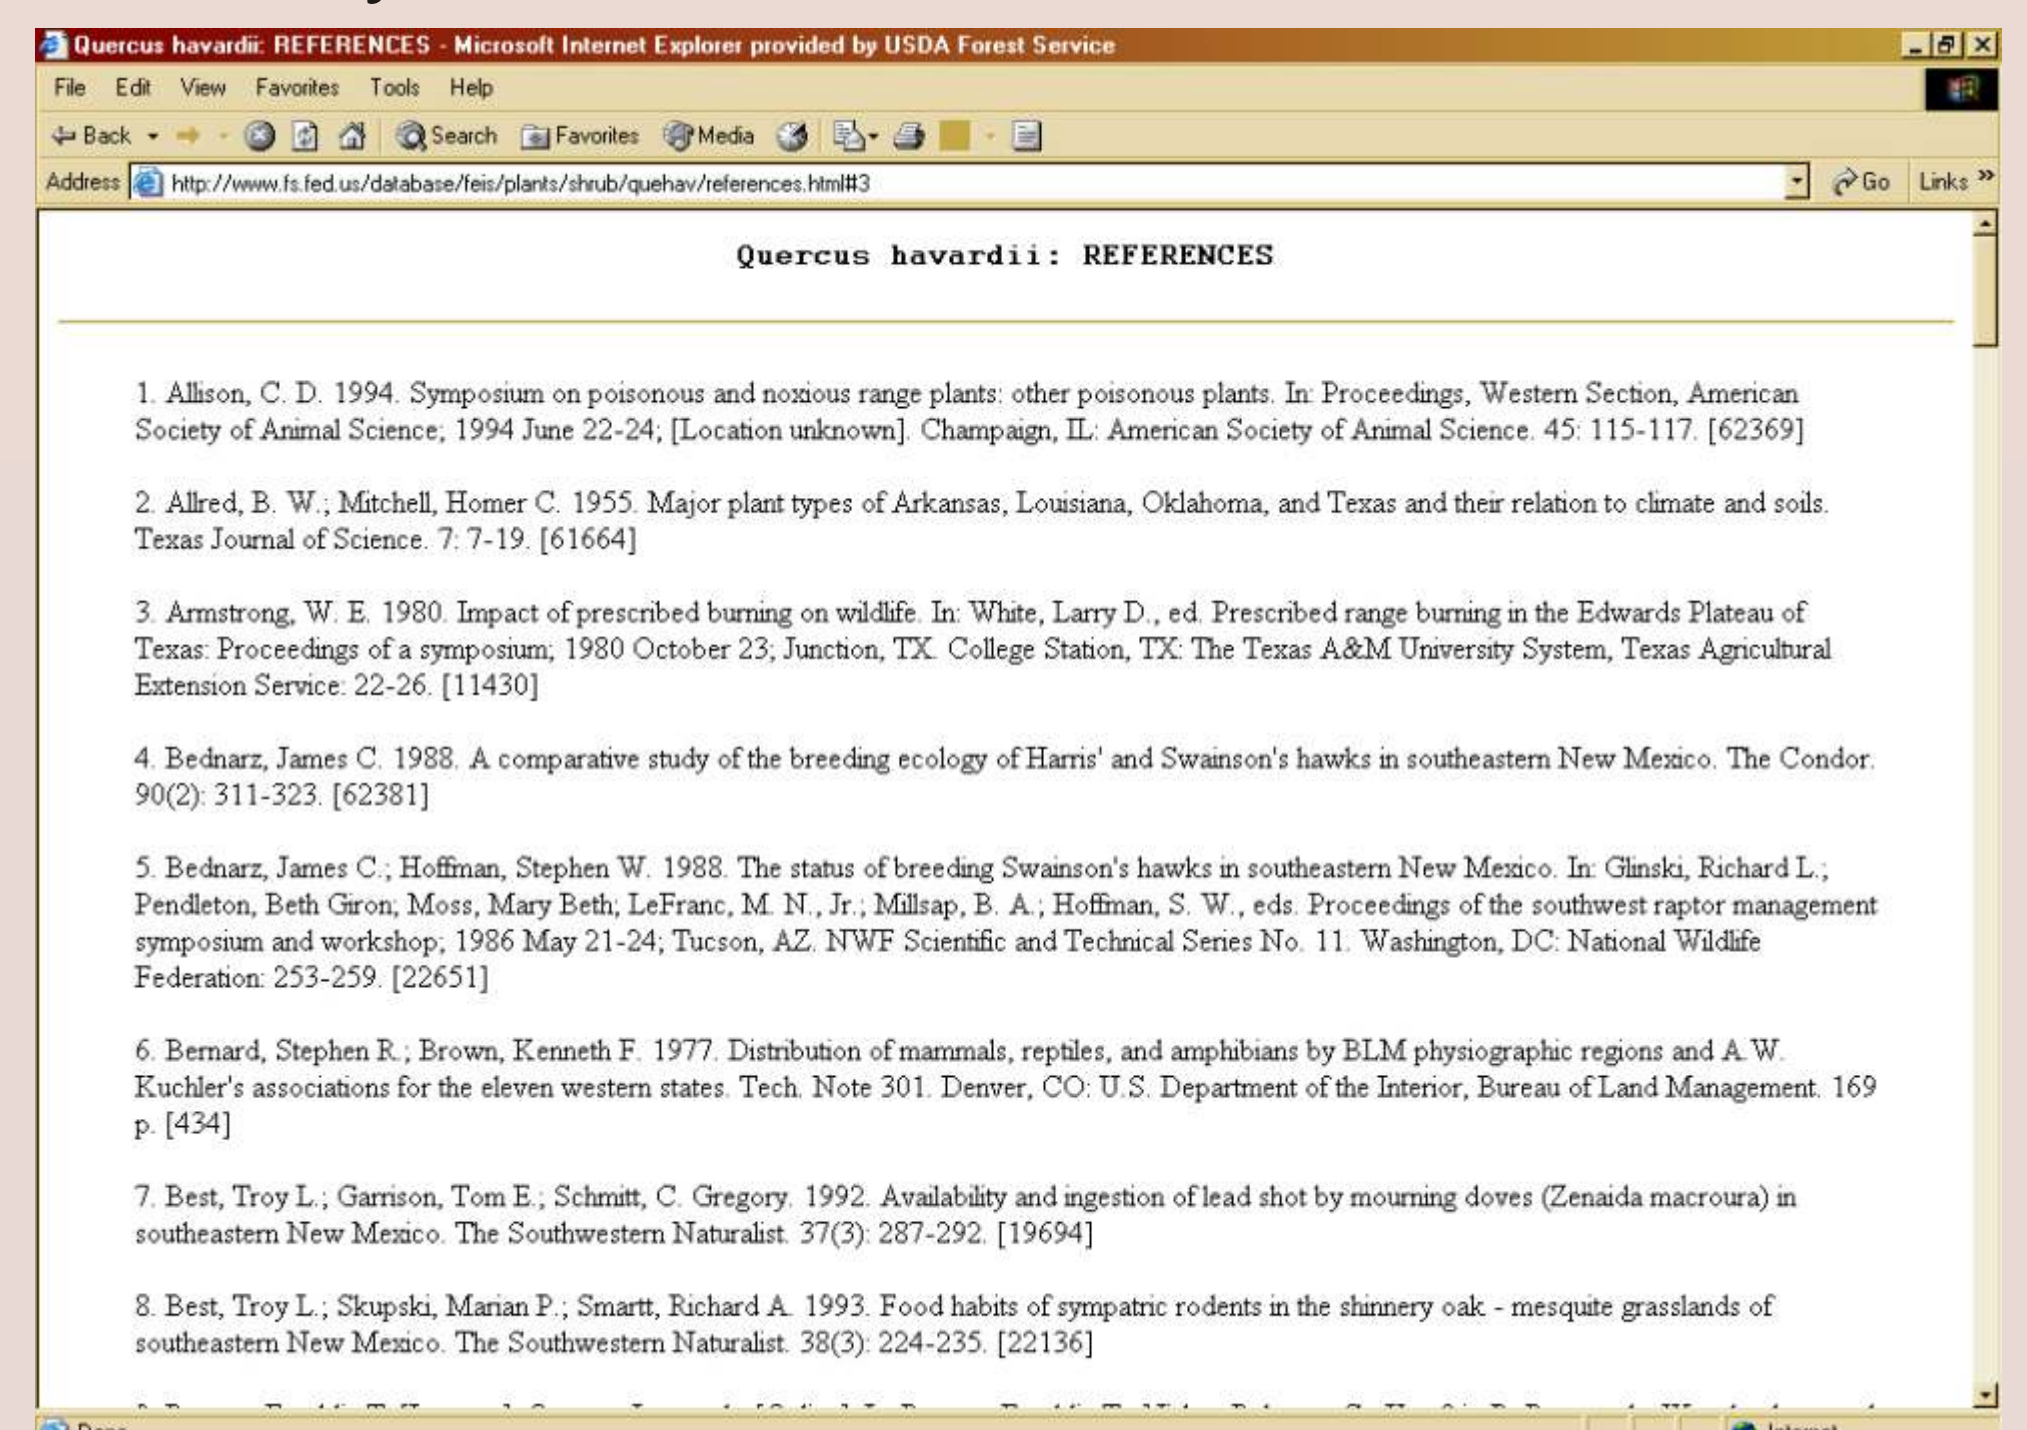 Quercus havardii: REFERENCES - Microsoft Internet Explorer provided by USDA Forest Service
File Edit View Favorites Tools Help
Back Search Favorites Media
Address http://www.fs.fed.us/database/feis/plants/shrub/quehav/references.html#3 Go Links »
Quercus havardii: REFERENCES
1. Allison, C. D. 1994. Symposium on poisonous and noxious range plants: other poisonous plants. In: Proceedings, Western Section, American
Society of Animal Science; 1994 June 22-24; [Location unknown]. Champaign, IL: American Society of Animal Science. 45: 115-117. [62369]
2. Allred, B. W.; Mitchell, Homer C. 1955. Major plant types of Arkansas, Louisiana, Oklahoma, and Texas and their relation to climate and soils.
Texas Journal of Science. 7: 7-19. [61664]
3. Armstrong, W. E. 1980. Impact of prescribed burning on wildlife. In: White, Larry D., ed. Prescribed range burning in the Edwards Plateau of
Texas: Proceedings of a symposium; 1980 October 23; Junction, TX. College Station, TX: The Texas A&M University System, Texas Agricultural
Extension Service: 22-26. [11430]
4. Bednarz, James C. 1988. A comparative study of the breeding ecology of Harris' and Swainson's hawks in southeastern New Mexico. The Condor.
90(2): 311-323. [62381]
5. Bednarz, James C.; Hoffman, Stephen W. 1988. The status of breeding Swainson's hawks in southeastern New Mexico. In: Glinski, Richard L.;
Pendleton, Beth Giron; Moss, Mary Beth; LeFranc, M. N., Jr.; Millsap, B. A.; Hoffman, S. W., eds. Proceedings of the southwest raptor management
symposium and workshop; 1986 May 21-24; Tucson, AZ. NWF Scientific and Technical Series No. 11. Washington, DC: National Wildlife
Federation: 253-259. [22651]
6. Bernard, Stephen R.; Brown, Kenneth F. 1977. Distribution of mammals, reptiles, and amphibians by BLM physiographic regions and A.W.
Kuchler's associations for the eleven western states. Tech. Note 301. Denver, CO: U.S. Department of the Interior, Bureau of Land Management. 169
p. [434]
7. Best, Troy L.; Garrison, Tom E.; Schmitt, C. Gregory. 1992. Availability and ingestion of lead shot by mourning doves (Zenaida macroura) in
southeastern New Mexico. The Southwestern Naturalist. 37(3): 287-292. [19694]
8. Best, Troy L.; Skupski, Marian P.; Smartt, Richard A. 1993. Food habits of sympatric rodents in the shinnery oak - mesquite grasslands of
southeastern New Mexico. The Southwestern Naturalist. 38(3): 224-235. [22136]